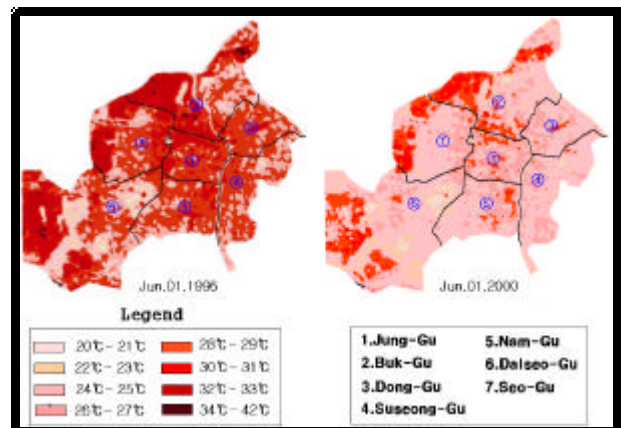 Jun.01.1996
Jun.01.2000
Legend
20℃ - 21℃
22℃ - 23℃
24℃ - 25℃
26℃ - 27℃
28℃ - 29℃
30℃ - 31℃
32℃ - 33℃
34℃ - 42℃
1.Jung-Gu
2.Buk-Gu
3.Dong-Gu
4.Suseong-Gu
5.Nam-Gu
6.Dalseo-Gu
7.Seo-Gu